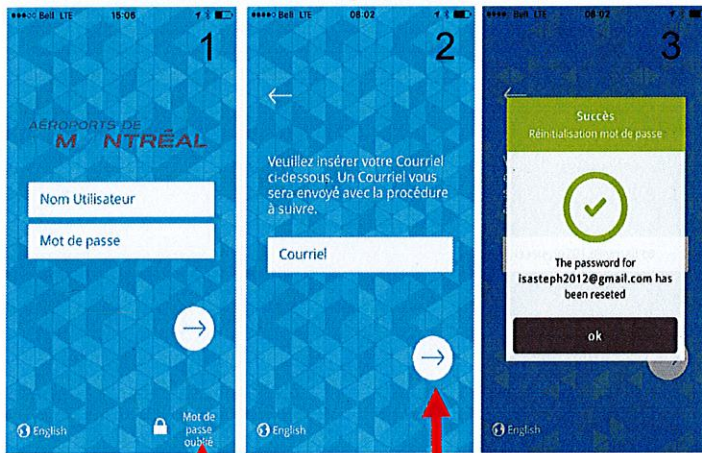 Bell LTE 15:06
1
AÉROPORTS DE
M NTRÉAL
Nom Utilisateur
Mot de passe
English
Mot de
passe
oublié
Bell LTE 06:02
2
Veuillez insérer votre Courriel
ci-dessous. Un Courriel vous
sera envoyé avec la procédure
à suivre.
Courriel
English
Bell LTE 06:02
3
Succès
Réinitialisation mot de passe
The password for
isasteph2012@gmail.com has
been reseted
ok
English